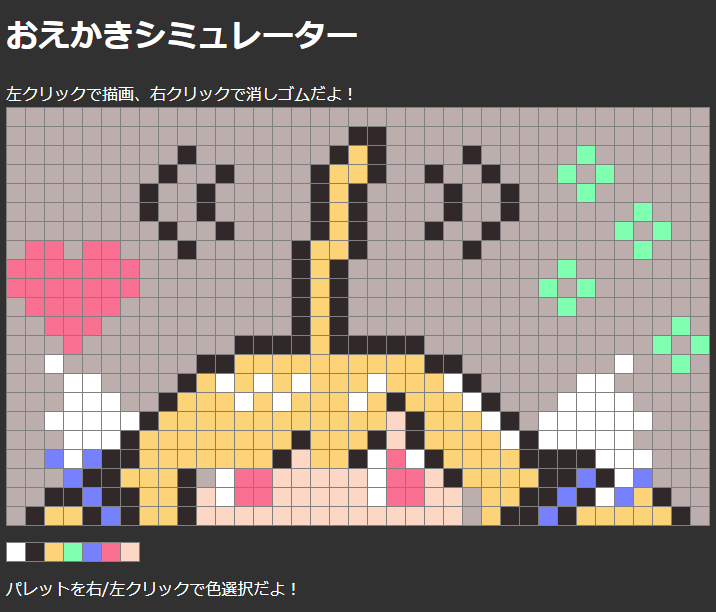 おえかきシミュレーター
左クリックで描画、右クリックで消しゴムだよ！
パレットを右/左クリックで色選択だよ！